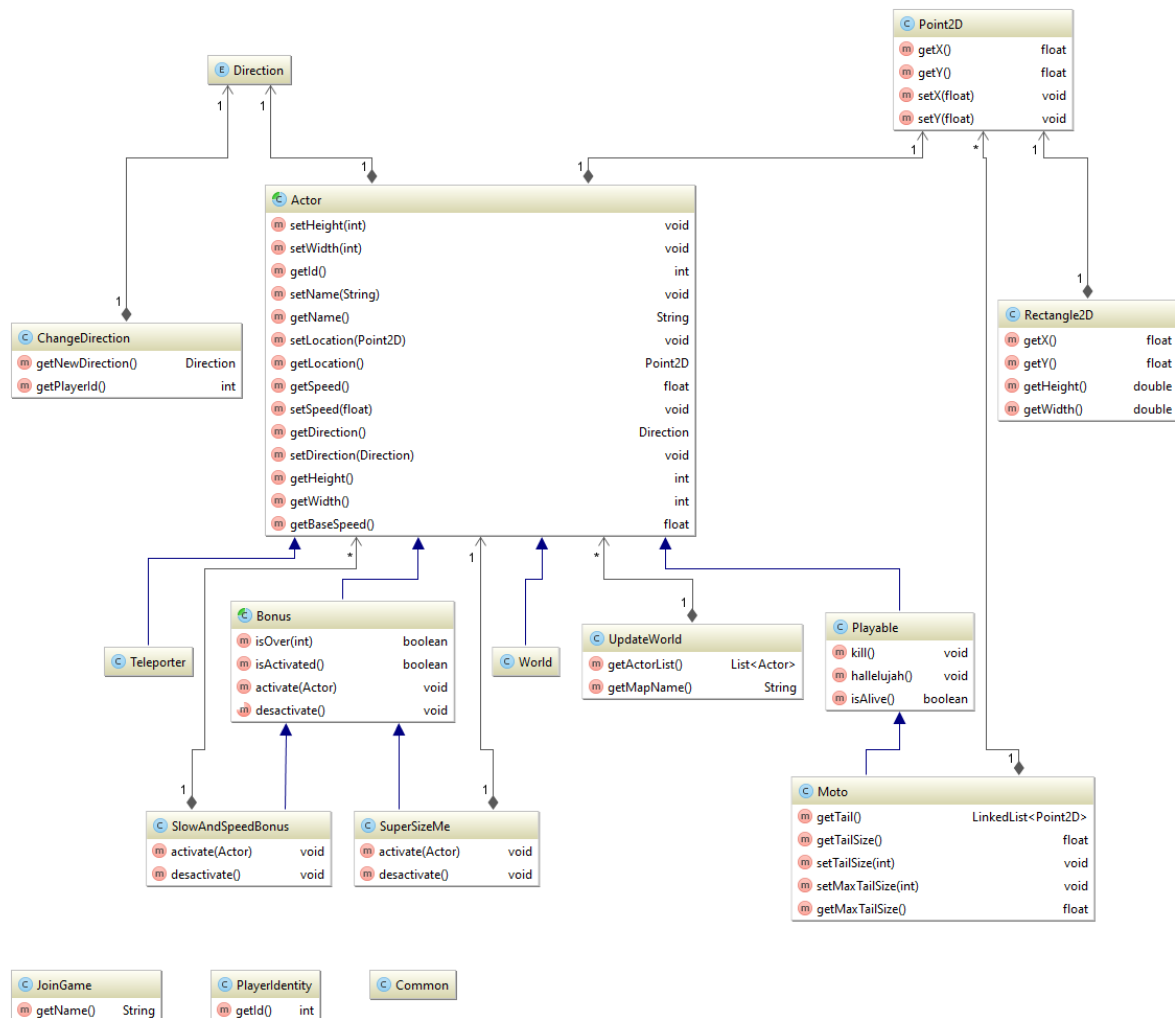 C Point2D
m getX() float
m getY() float
m setX(float) void
m setY(float) void
E Direction
1 1 1 * 1
1 1
C Actor
m setHeight(int) void
m setWidth(int) void
m getId() int
m setName(String) void
m getName() String
m setLocation(Point2D) void
m getLocation() Point2D
m getSpeed() float
m setSpeed(float) void
m getDirection() Direction
m setDirection(Direction) void
m getHeight() int
m getWidth() int
m getBaseSpeed() float
1
C ChangeDirection
m getNewDirection() Direction
m getPlayerId() int
1
C Rectangle2D
m getX() float
m getY() float
m getHeight() double
m getWidth() double
* 1 *
C Teleporter
C Bonus
m isOver(int) boolean
m isActivated() boolean
m activate(Actor) void
m desactivate() void
C World
1
C UpdateWorld
m getActorList() List<Actor>
m getMapName() String
C Playable
m kill() void
m hallelujah() void
m isAlive() boolean
1
C SlowAndSpeedBonus
m activate(Actor) void
m desactivate() void
1
C SuperSizeMe
m activate(Actor) void
m desactivate() void
1
C Moto
m getTail() LinkedList<Point2D>
m getTailSize() float
m setTailSize(int) void
m setMaxTailSize(int) void
m getMaxTailSize() float
C JoinGame
m getName() String
C PlayerIdentity
m getId() int
C Common